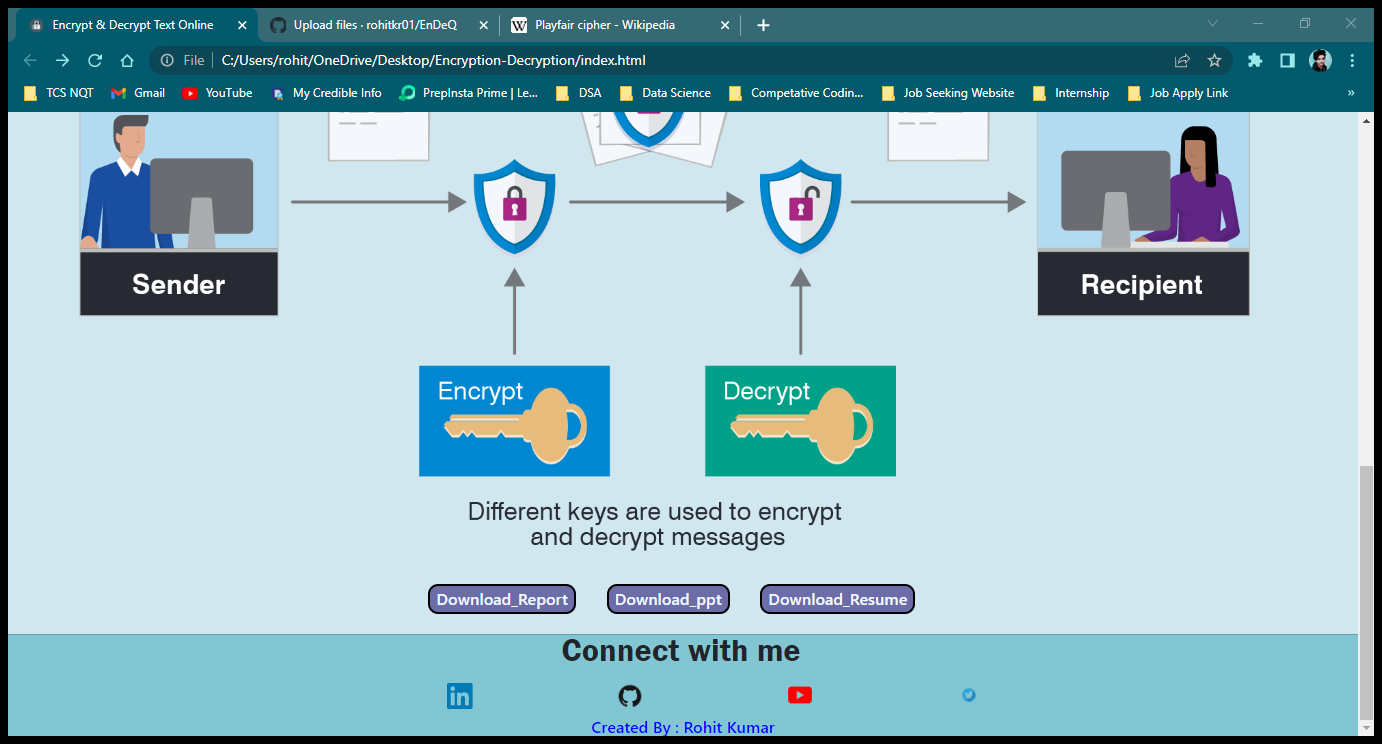 Encrypt & Decrypt Text Online
Upload files · rohitkr01/EnDeQ
W
Playfair cipher - Wikipedia
File
C:/Users/rohit/OneDrive/Desktop/Encryption-Decryption/index.html
TCS NQT
Gmail
YouTube
My Credible Info
PrepInsta Prime | Le...
DSA
Data Science
Competative Codin...
Job Seeking Website
Internship
Job Apply Link
»
Sender
Recipient
Encrypt
Decrypt
Different keys are used to encrypt
and decrypt messages
Download_Report
Download_ppt
Download_Resume
Connect with me
in
Created By : Rohit Kumar